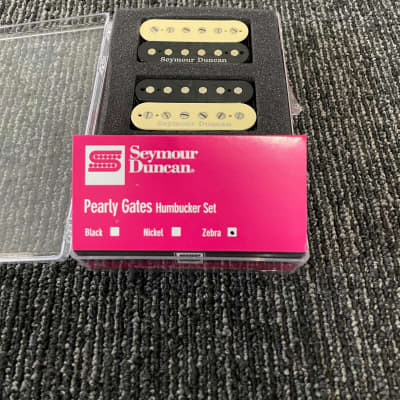 Seymour Duncan
Seymour Duncan
Seymour
Duncan®
Pearly Gates Humbucker Set
Black Nickel Zebra